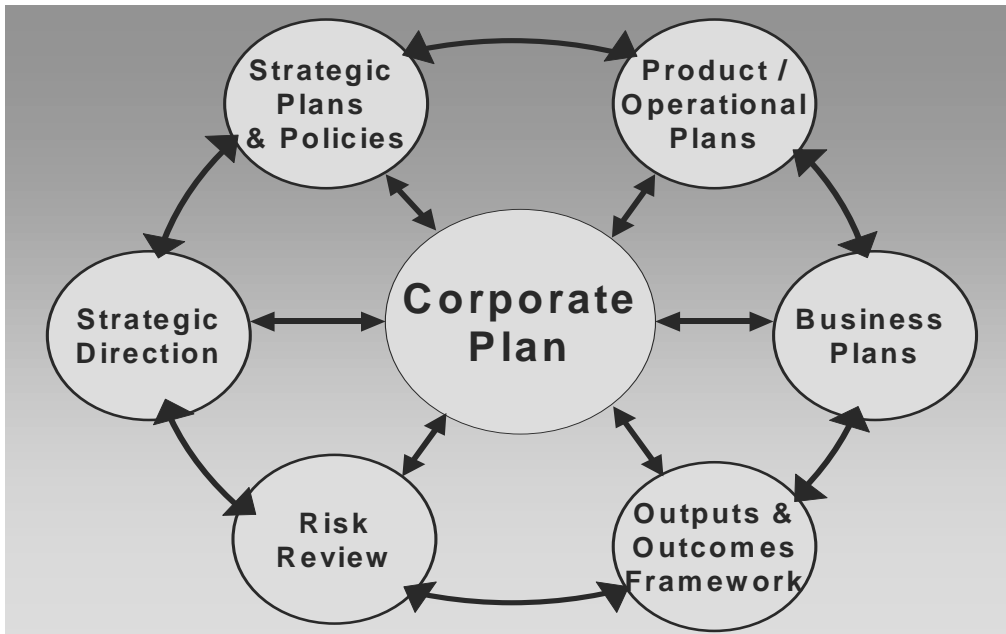 Strategic
Plans
& Policies
Product /
Operational
Plans
Corporate
Plan
Strategic
Direction
Business
Plans
Risk
Review
Outputs &
Outcomes
Framework